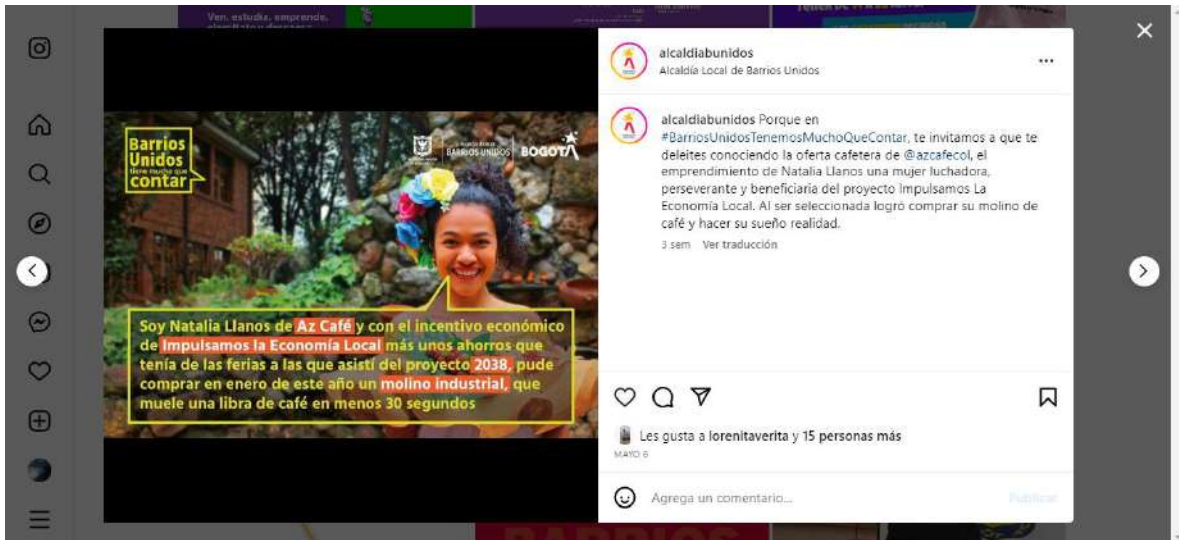 Ven, estudia, emprende,
alcaldiabunidos
Alcaldía Local de Barrios Unidos
Barrios
Unidos
tiene mucho que
contar
BARRIOS UNIDOS
BOGOTÁ
Soy Natalia Llanos de Az Café y con el incentivo económico
de Impulsamos la Economía Local más unos ahorros que
tenía de las ferias a las que asistí del proyecto 2038, pude
comprar en enero de este año un molino industrial, que
muele una libra de café en menos 30 segundos
alcaldiabunidos Porque en
#BarriosUnidosTenemosMuchoQueContar, te invitamos a que te
deleites conociendo la oferta cafetera de @azcafecol, el
emprendimiento de Natalia Llanos una mujer luchadora,
perseverante y beneficiaria del proyecto Impulsamos La
Economía Local. Al ser seleccionada logró comprar su molino de
café y hacer su sueño realidad.
3 sem Ver traducción
Les gusta a lorenitaverita y 15 personas más
MAYO 6
Agrega un comentario...
Publicar
BARRIOS